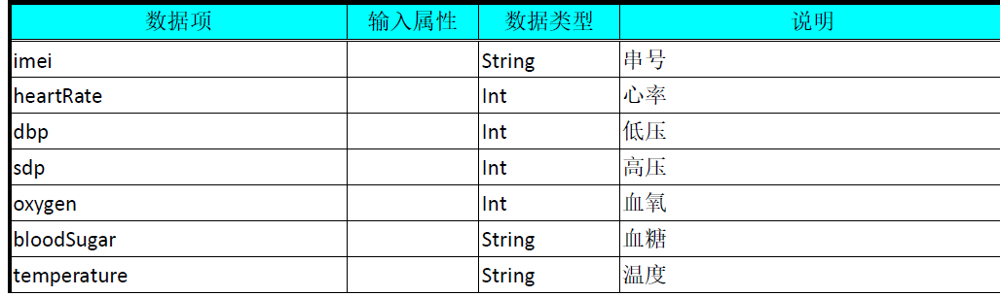 数据项 输入属性 数据类型 说明
imei String 串号
heartRate Int 心率
dbp Int 低压
sdp Int 高压
oxygen Int 血氧
bloodSugar String 血糖
temperature String 温度